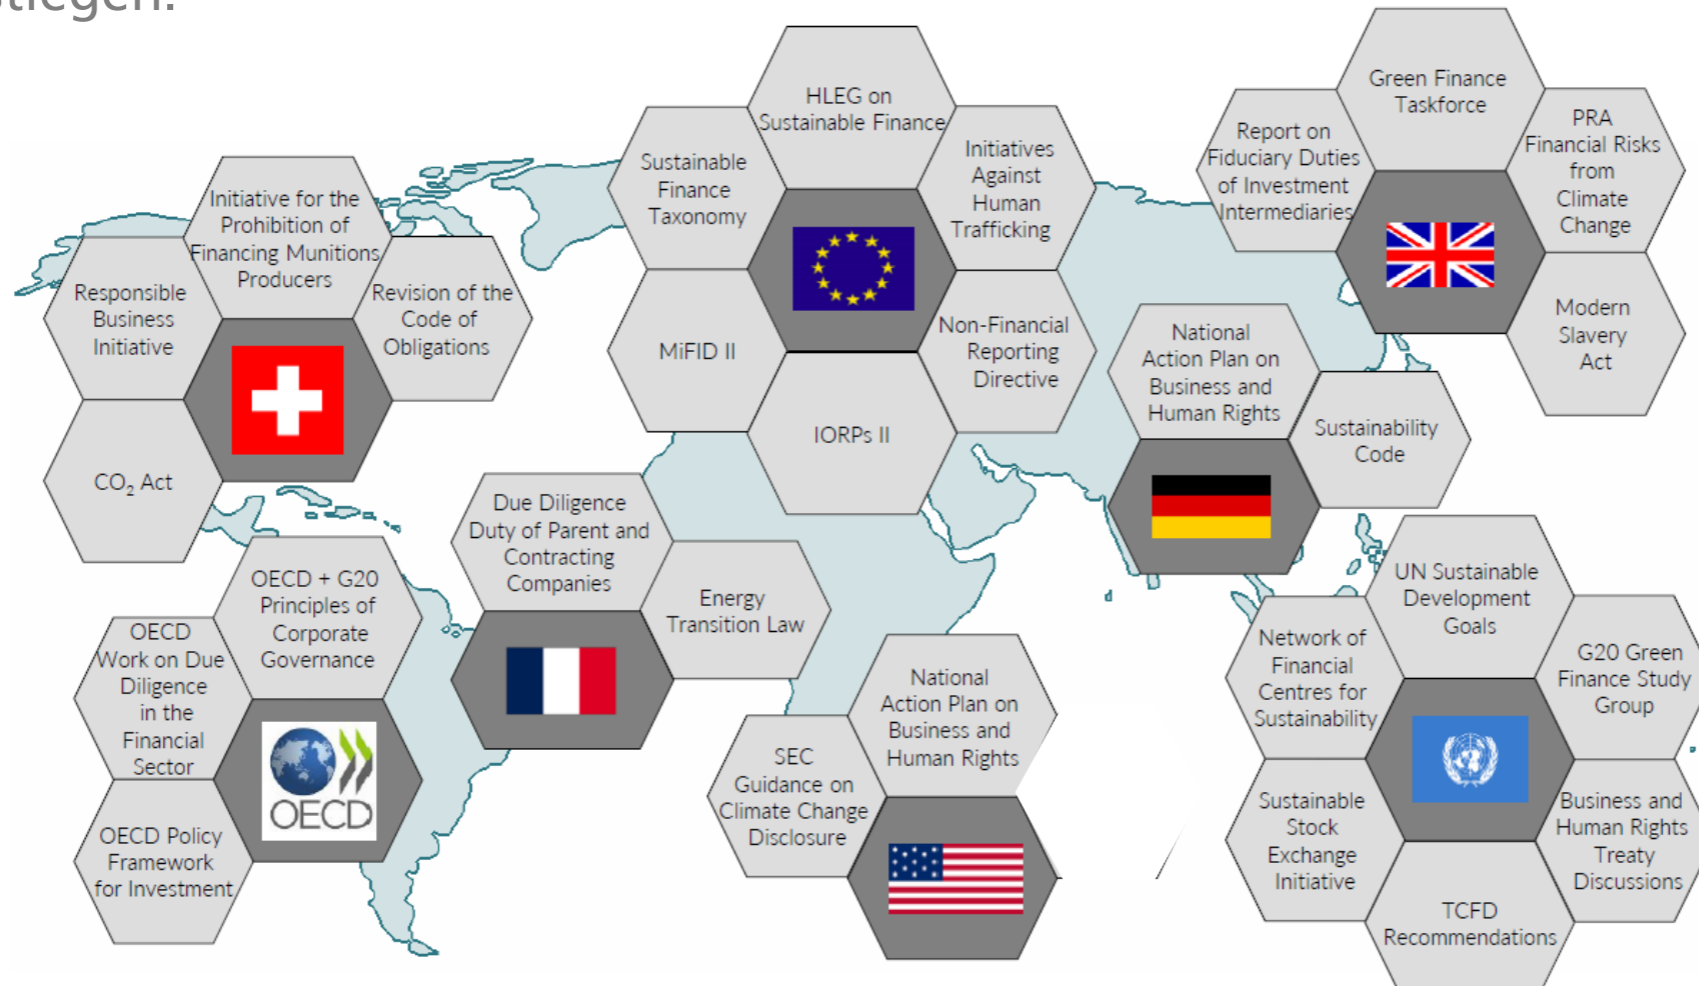 stiegen.
HLEG on
Sustainable Finance
Sustainable
Finance
Taxonomy
Initiatives
Against
Human
Trafficking
MiFID II
Non-Financial
Reporting
Directive
IORPs II
Green Finance
Taskforce
Report on
Fiduciary Duties
of Investment
Intermediaries
PRA
Financial Risks
from
Climate
Change
Modern
Slavery
Act
Initiative for the
Prohibition of
Financing Munitions
Producers
Responsible
Business
Initiative
Revision of the
Code of
Obligations
CO₂ Act
National
Action Plan on
Business and
Human Rights
Sustainability
Code
Due Diligence
Duty of Parent and
Contracting
Companies
Energy
Transition Law
OECD + G20
Principles of
Corporate
Governance
OECD
Work on Due
Diligence
in the
Financial
Sector
OECD
OECD Policy
Framework
for Investment
National
Action Plan on
Business and
Human Rights
SEC
Guidance on
Climate Change
Disclosure
UN Sustainable
Development
Goals
Network of
Financial
Centres for
Sustainability
G20 Green
Finance Study
Group
Sustainable
Stock
Exchange
Initiative
Business and
Human Rights
Treaty
Discussions
TCFD
Recommendations